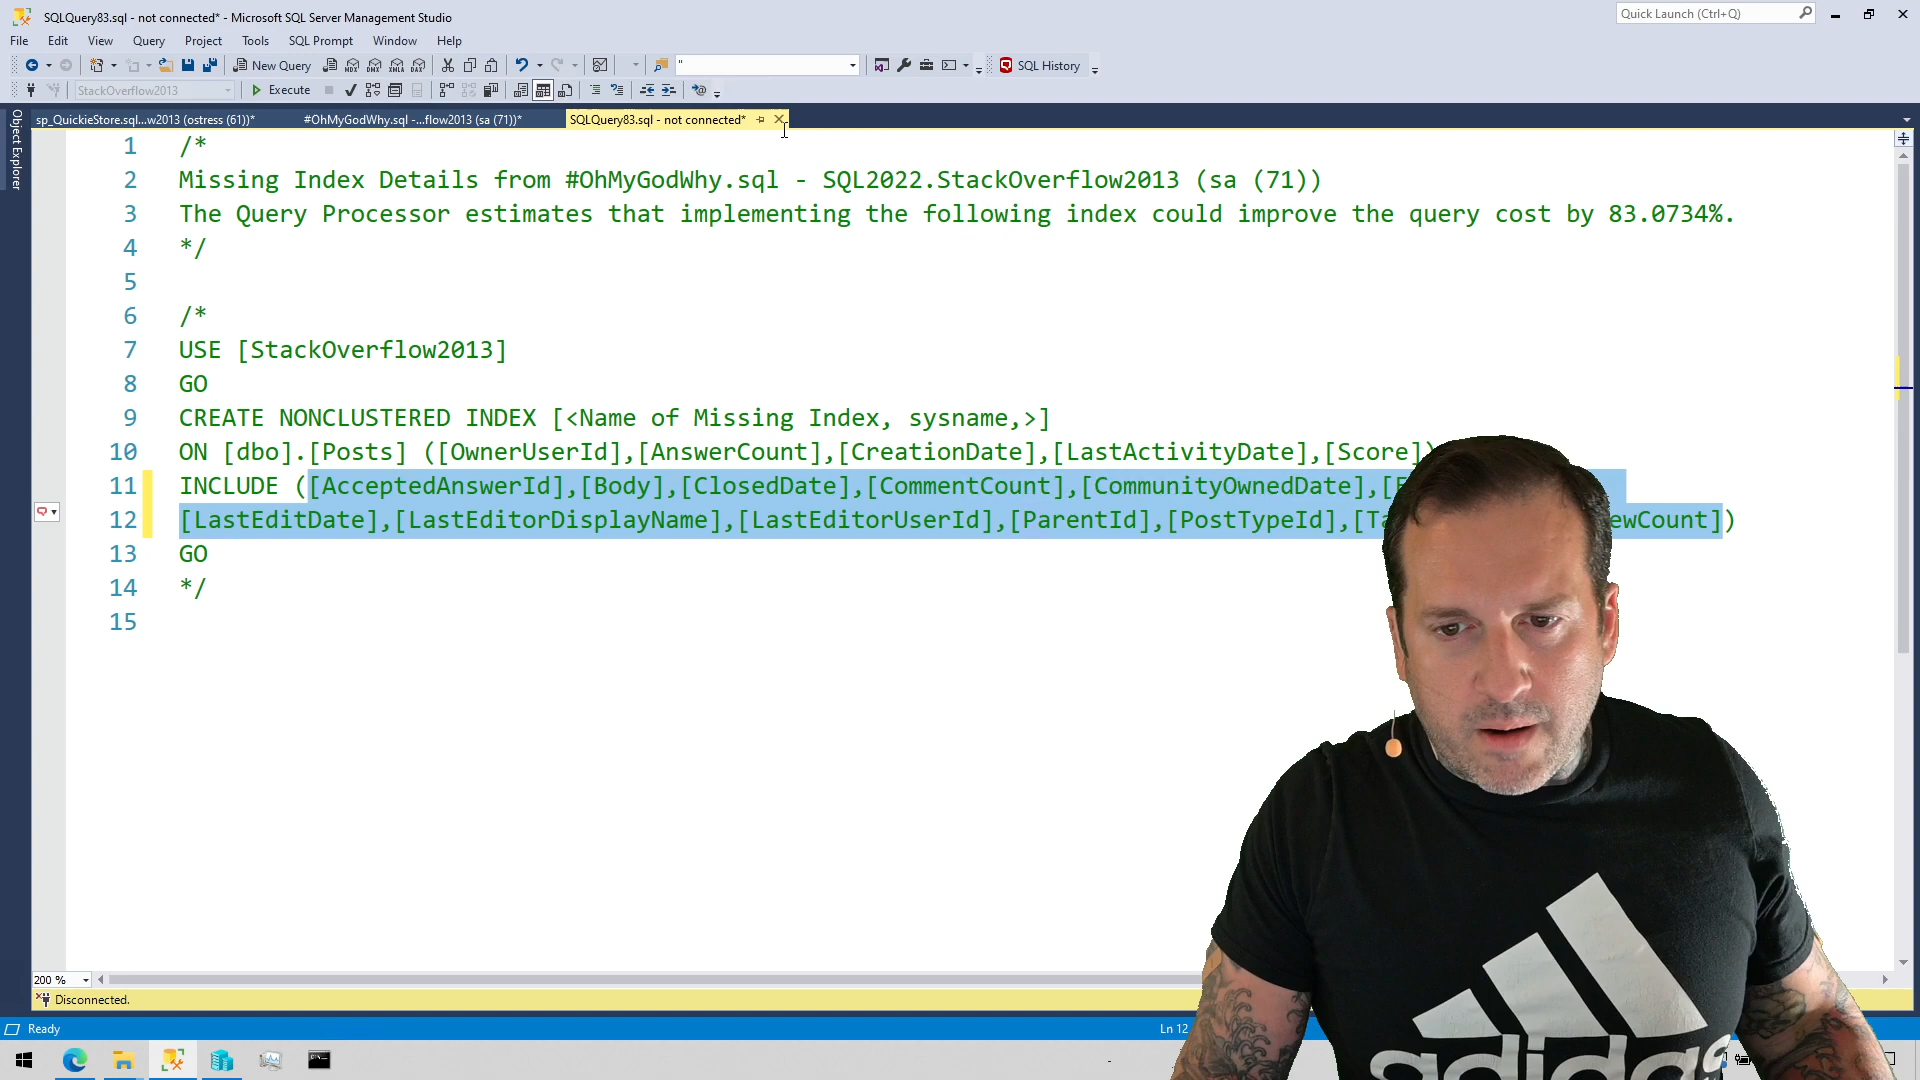 SQLQuery83.sql - not connected* - Microsoft SQL Server Management Studio
Quick Launch (Ctrl+Q)
File Edit View Query Project Tools SQL Prompt Window Help
New Query MDX DMX XMLA DAX " SQL History
StackOverflow2013 Execute
sp_QuickieStore.sql...w2013 (ostress (61))* #OhMyGodWhy.sql -...flow2013 (sa (71))* SQLQuery83.sql - not connected*
Object Explorer
1 /*
2 Missing Index Details from #OhMyGodWhy.sql - SQL2022.StackOverflow2013 (sa (71))
3 The Query Processor estimates that implementing the following index could improve the query cost by 83.0734%.
4 */
5
6 /*
7 USE [StackOverflow2013]
8 GO
9 CREATE NONCLUSTERED INDEX [<Name of Missing Index, sysname,>]
10 ON [dbo].[Posts] ([OwnerUserId],[AnswerCount],[CreationDate],[LastActivityDate],[Score])
11 INCLUDE ([AcceptedAnswerId],[Body],[ClosedDate],[CommentCount],[CommunityOwnedDate],
12 [LastEditDate],[LastEditorDisplayName],[LastEditorUserId],[ParentId],[PostTypeId],
13 GO
14 */
15
200 %
Disconnected.
Ready Ln 12
adidas